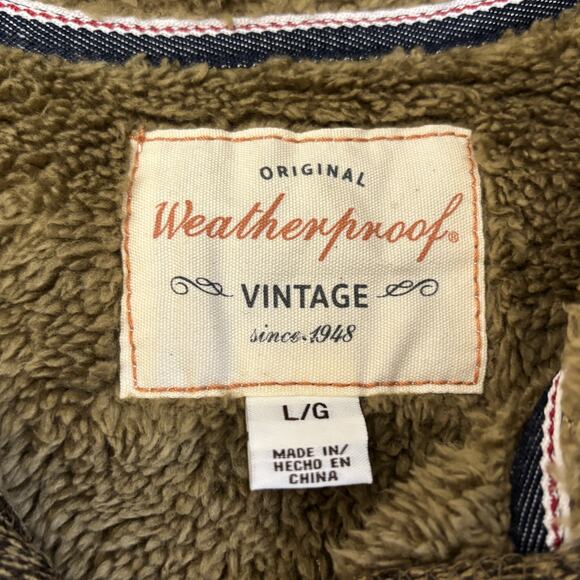 ORIGINAL
Weatherproof®
VINTAGE
since.1948
L/G
MADE IN/
HECHO EN
CHINA